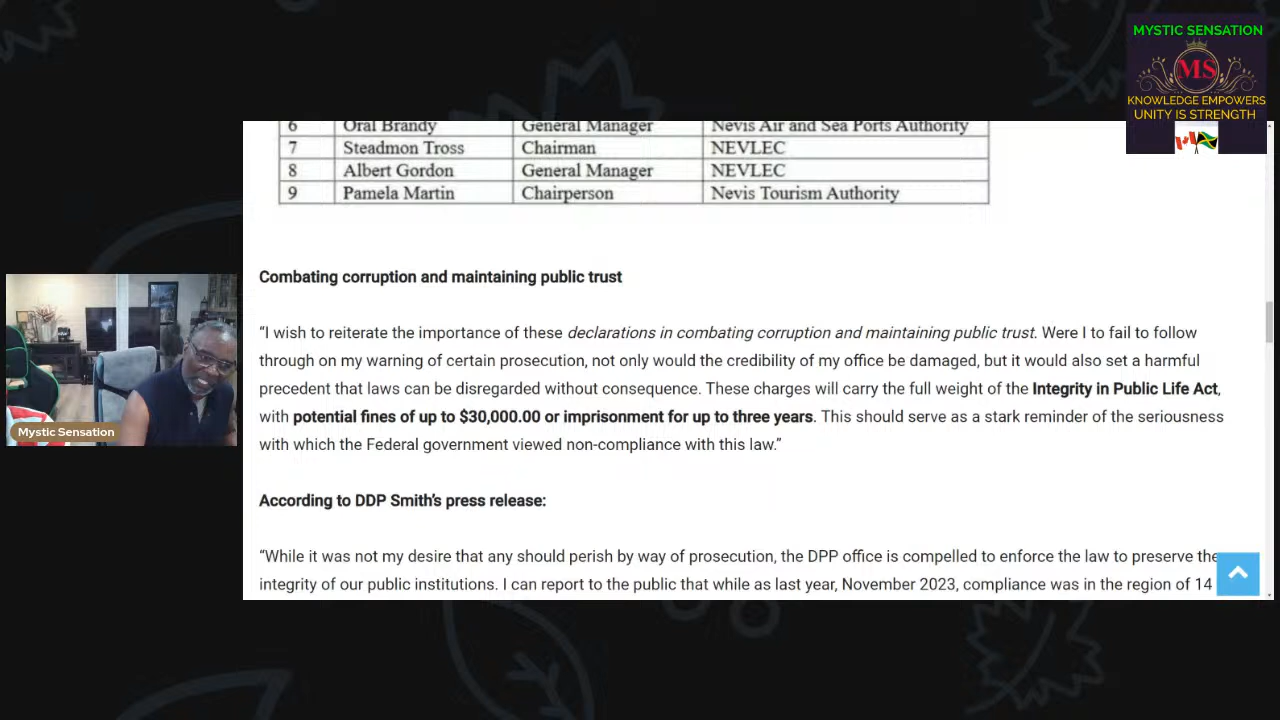 MYSTIC SENSATION
MS
KNOWLEDGE EMPOWERS
UNITY IS STRENGTH
6 Oral Brandy General Manager Nevis Air and Sea Ports Authority
7 Steadmon Tross Chairman NEVLEC
8 Albert Gordon General Manager NEVLEC
9 Pamela Martin Chairperson Nevis Tourism Authority
Combating corruption and maintaining public trust
“I wish to reiterate the importance of these declarations in combating corruption and maintaining public trust. Were I to fail to follow
through on my warning of certain prosecution, not only would the credibility of my office be damaged, but it would also set a harmful
precedent that laws can be disregarded without consequence. These charges will carry the full weight of the Integrity in Public Life Act,
with potential fines of up to $30,000.00 or imprisonment for up to three years. This should serve as a stark reminder of the seriousness
with which the Federal government viewed non-compliance with this law.”
Mystic Sensation
According to DDP Smith’s press release:
“While it was not my desire that any should perish by way of prosecution, the DPP office is compelled to enforce the law to preserve the
integrity of our public institutions. I can report to the public that while as last year, November 2023, compliance was in the region of 14